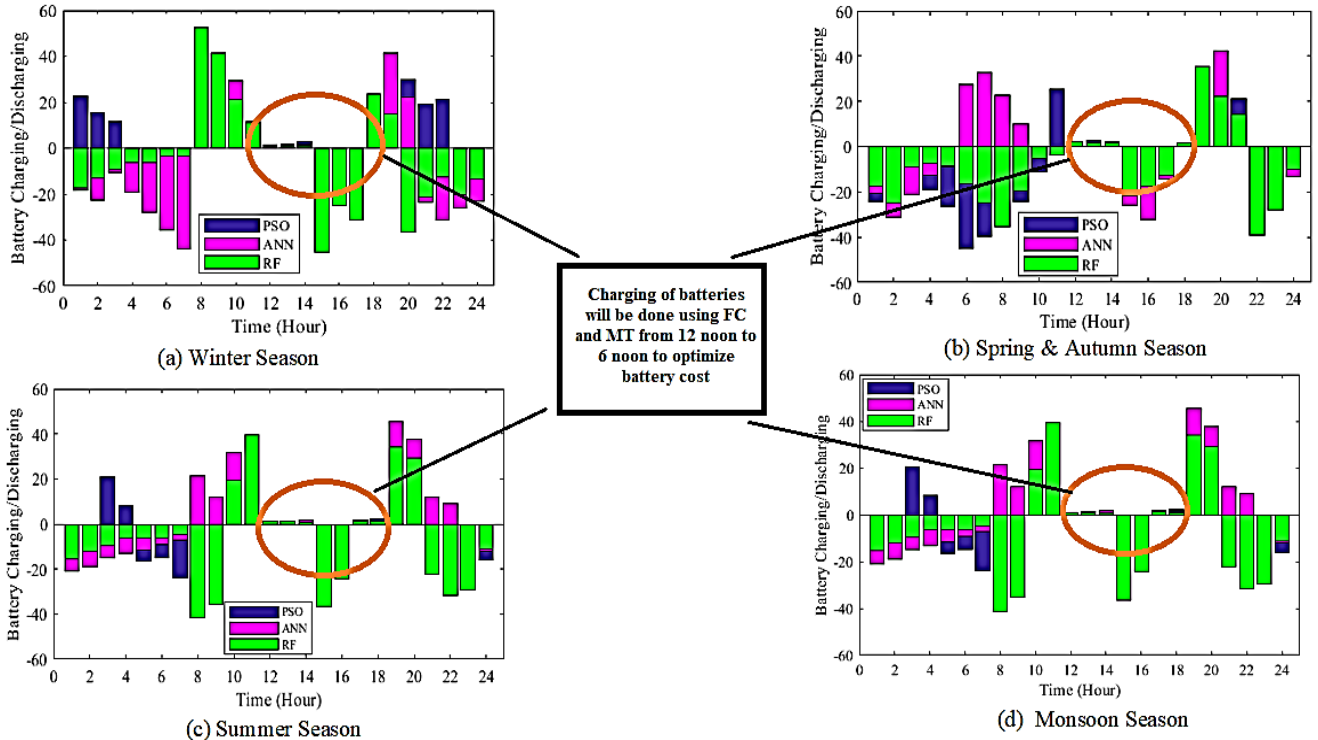 60
40
20
0
-20
-40
-60
Battery Charging/Discharging
PSO
ANN
RF
0 2 4 6 8 10 12 14 16 18 20 22 24
Time (Hour)
(a) Winter Season
60
40
20
0
-20
-40
-60
Battery Charging/Discharging
PSO
ANN
RF
0 2 4 6 8 10 12 14 16 18 20 22 24
Time (Hour)
(b) Spring & Autumn Season
Charging of batteries
will be done using FC
and MT from 12 noon to
6 noon to optimize
battery cost
60
40
20
0
-20
-40
-60
Battery Charging/Discharging
PSO
ANN
RF
0 2 4 6 8 10 12 14 16 18 20 22 24
Time (Hour)
(c) Summer Season
60
40
20
0
-20
-40
-60
Battery Charging/Discharging
PSO
ANN
RF
0 2 4 6 8 10 12 14 16 18 20 22 24
Time (Hour)
(d) Monsoon Season